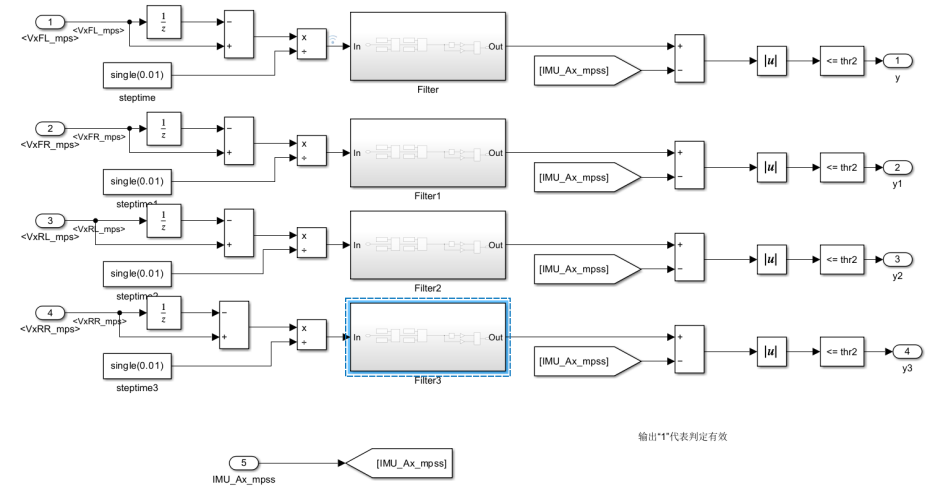 1
<VxFL_mps>
<VxFL_mps>
1
z
single(0.01)
steptime
−
+
x
÷
In
Out
Filter
[IMU_Ax_mpss]
+
−
|u|
<= thr2
1
y
2
<VxFR_mps>
<VxFR_mps>
1
z
single(0.01)
steptime1
−
+
x
÷
In
Out
Filter1
[IMU_Ax_mpss]
+
−
|u|
<= thr2
2
y1
3
<VxRL_mps>
<VxRL_mps>
1
z
single(0.01)
steptime2
−
+
x
÷
In
Out
Filter2
[IMU_Ax_mpss]
+
−
|u|
<= thr2
3
y2
4
<VxRR_mps>
<VxRR_mps>
1
z
single(0.01)
steptime3
−
+
x
÷
In
Out
Filter3
[IMU_Ax_mpss]
+
−
|u|
<= thr2
4
y3
输出“1”代表判定有效
5
IMU_Ax_mpss
[IMU_Ax_mpss]